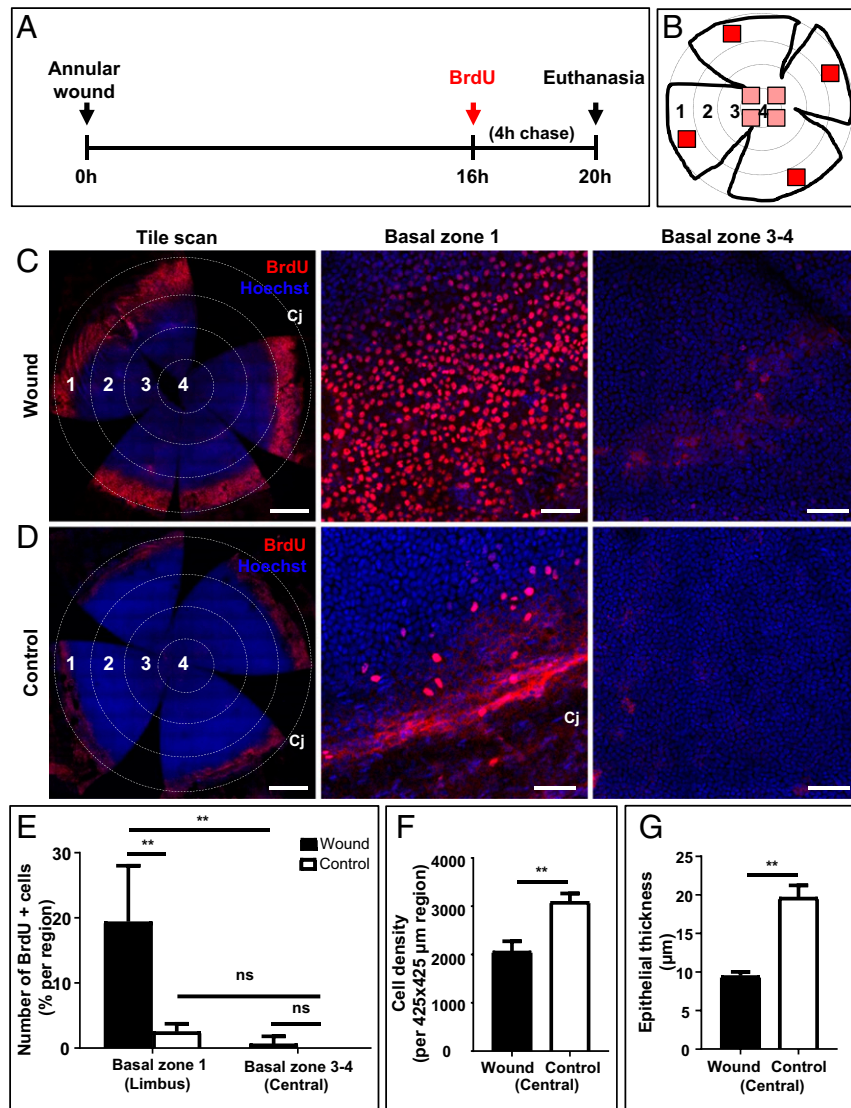 A
Annular
wound
BrdU
Euthanasia
(4h chase)
0h
16h
20h
B
1 2 3 4
Tile scan
Basal zone 1
Basal zone 3-4
C
Wound
BrdU
Hoechst
Cj
1 2 3 4
D
Control
BrdU
Hoechst
1 2 3 4
Cj
Cj
E
Number of BrdU + cells
(% per region)
30
20
10
0
**
**
Wound
Control
ns
ns
Basal zone 1
(Limbus)
Basal zone 3-4
(Central)
F
Cell density
(per 425x425 µm region)
4000
3000
2000
1000
0
**
Wound Control
(Central)
G
Epithelial thickness
(µm)
25
20
15
10
5
0
**
Wound Control
(Central)